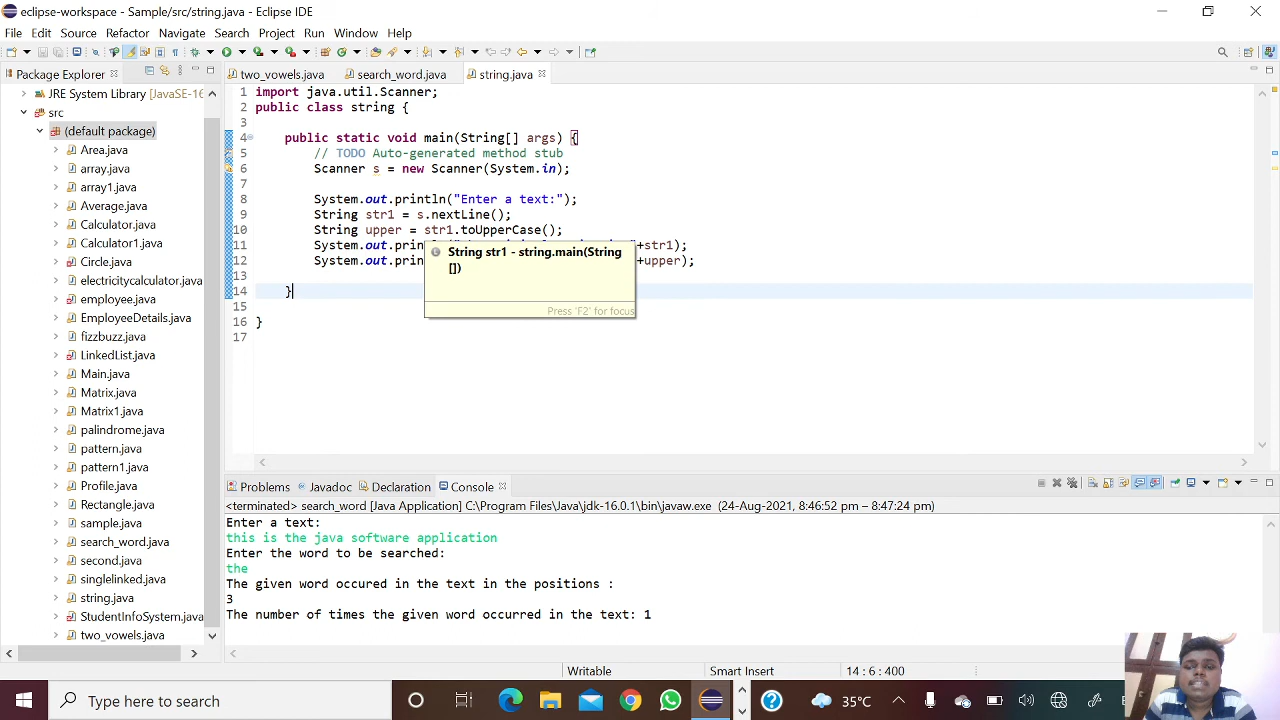 eclipse-workspace - Sample/src/string.java - Eclipse IDE
File Edit Source Refactor Navigate Search Project Run Window Help
Package Explorer
two_vowels.java search_word.java string.java
JRE System Library [JavaSE-16
src
(default package)
Area.java
array.java
array1.java
Average.java
Calculator.java
Calculator1.java
Circle.java
electricitycalculator.java
employee.java
EmployeeDetails.java
fizzbuzz.java
LinkedList.java
Main.java
Matrix.java
Matrix1.java
palindrome.java
pattern.java
pattern1.java
Profile.java
Rectangle.java
sample.java
search_word.java
second.java
singlelinked.java
string.java
StudentInfoSystem.java
two_vowels.java
1 import java.util.Scanner;
2 public class string {
3
4 public static void main(String[] args) {
5 // TODO Auto-generated method stub
6 Scanner s = new Scanner(System.in);
7
8 System.out.println("Enter a text:");
9 String str1 = s.nextLine();
10 String upper = str1.toUpperCase();
11 System.out.prin +str1);
12 System.out.prin +upper);
13
14 }
15
16 }
17
String str1 - string.main(String
[])
Press 'F2' for focus
Problems Javadoc Declaration Console
<terminated> search_word [Java Application] C:\Program Files\Java\jdk-16.0.1\bin\javaw.exe (24-Aug-2021, 8:46:52 pm – 8:47:24 pm)
Enter a text:
this is the java software application
Enter the word to be searched:
the
The given word occured in the text in the positions :
3
The number of times the given word occurred in the text: 1
Writable Smart Insert 14 : 6 : 400
Type here to search
35°C